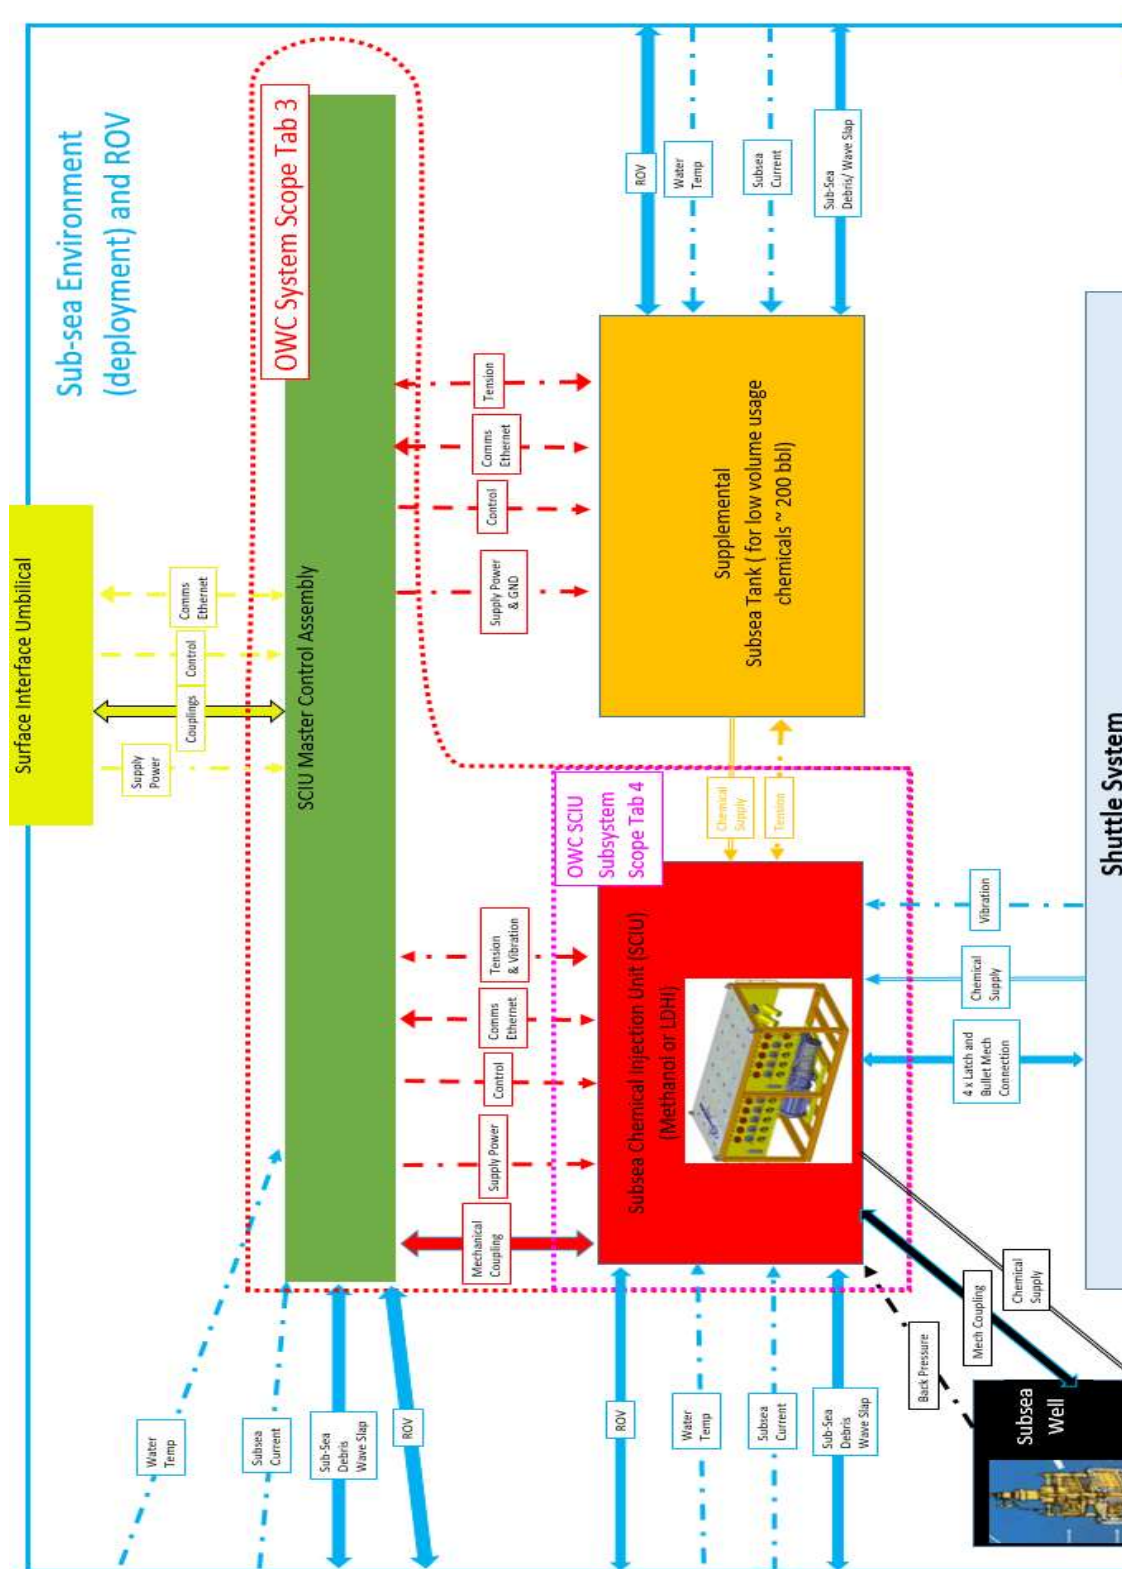 Surface Interface Umbilical
Sub-sea Environment
(deployment) and ROV
Supply
Power
Couplings
Control
Comms
Ethernet
OWC System Scope Tab 3
SCIU Master Control Assembly
Water
Temp
Subsea
Current
Sub-Sea
Debris
Wave Slap
ROV
Mechanical
Coupling
Supply Power
Control
Comms
Ethernet
Tension
& Vibration
Supply Power
& GND
Control
Comms
Ethernet
Tension
OWC SCIU
Subsystem
Scope Tab 4
Subsea Chemical Injection Unit (SCIU)
(Methanol or LDHI)
Chemical
Supply
Tension
Supplemental
Subsea Tank ( for low volume usage
chemicals ~ 200 bbl)
ROV
Water
Temp
Subsea
Current
Sub-Sea
Debris/ Wave Slap
ROV
Water
Temp
Subsea
Current
Sub-Sea
Debris
Wave Slap
Back Pressure
Mech Coupling
Chemical
Supply
4 x Latch and
Bullet Mech
Connection
Chemical
Supply
Vibration
Subsea
Well
Shuttle System